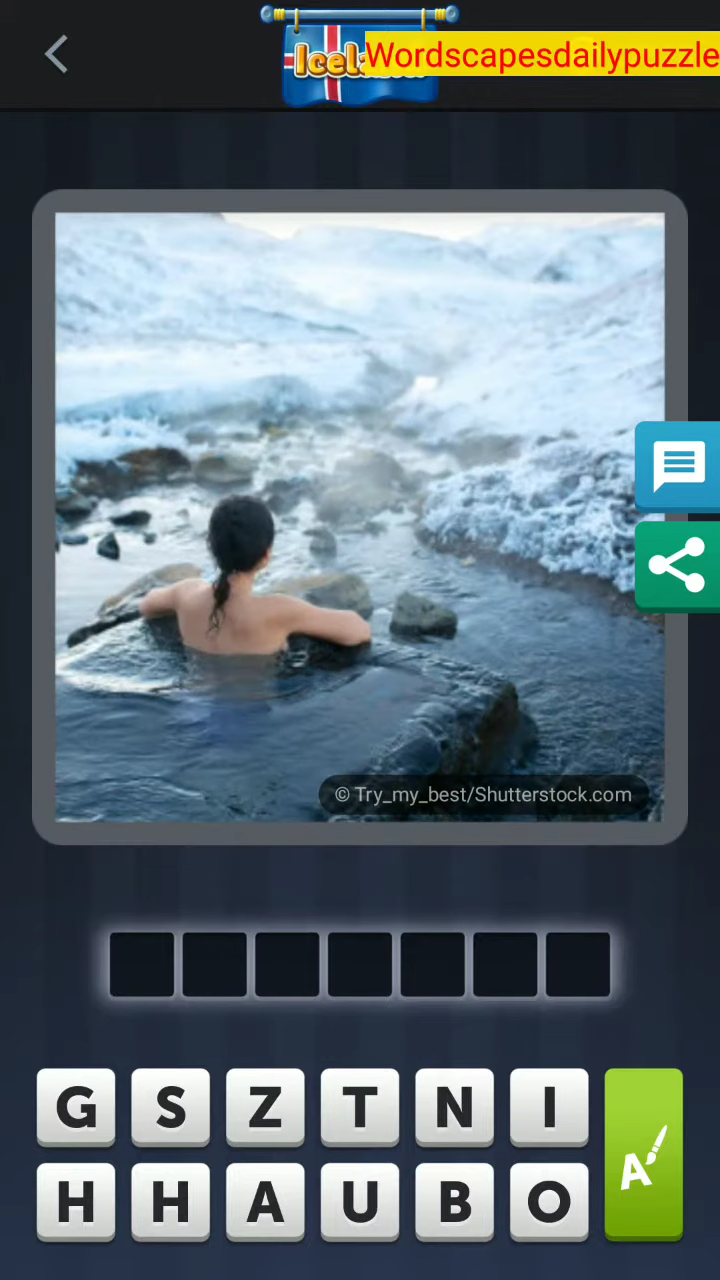 Wordscapesdailypuzzle
Icel
© Try_my_best/Shutterstock.com
G S Z T N I
H H A U B O
A